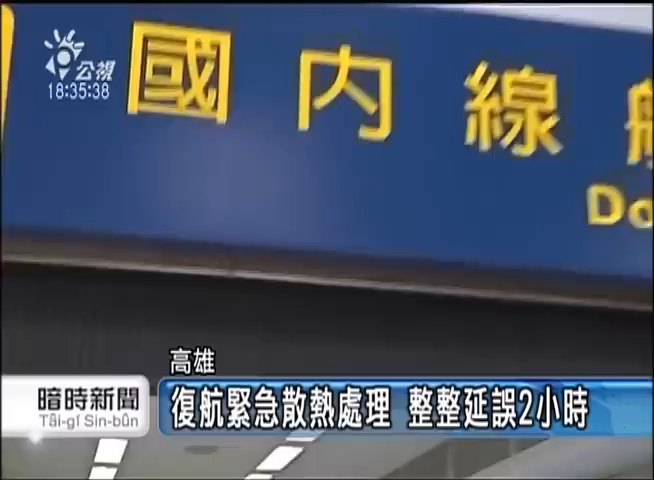 公視
18:35:38
國內線航
Do
高雄
暗時新聞
Tâi-gí Sin-bûn
復航緊急散熱處理 整整延誤2小時